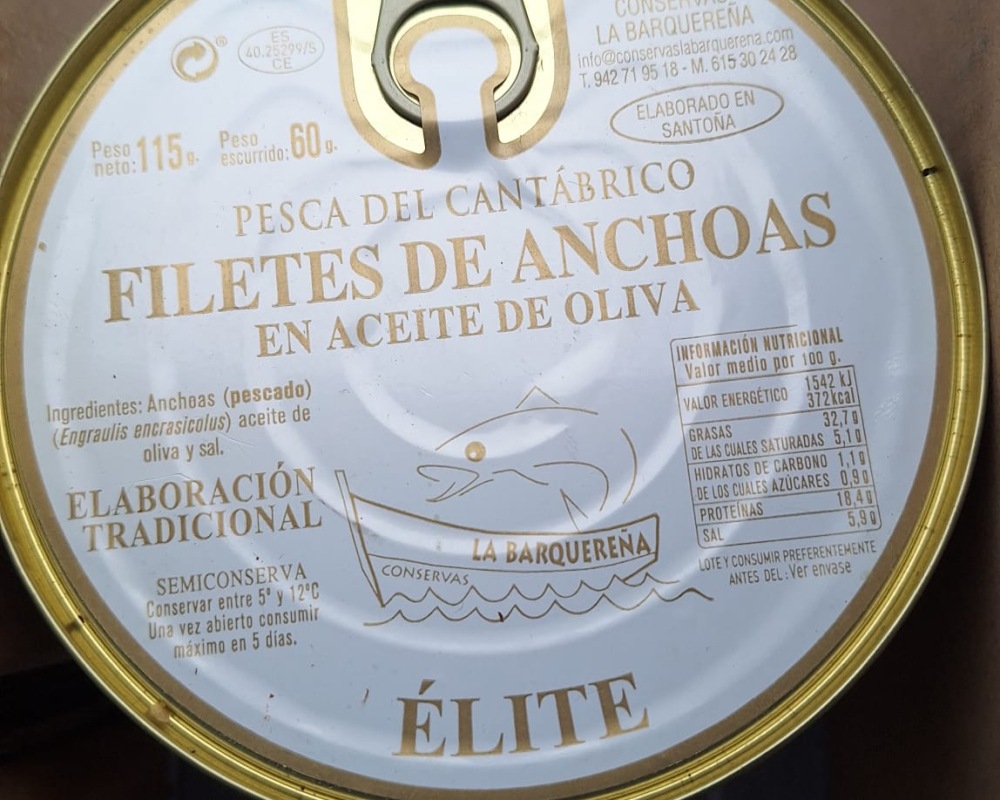 CONSERVAS
LA BARQUEREÑA
info@conservaslabarquerena.com
T. 942 71 95 18 - M. 615 30 24 28
ELABORADO EN
SANTOÑA
ES
40.25299/S
CE
Peso neto: 115 g. Peso escurrido: 60 g.
PESCA DEL CANTÁBRICO
FILETES DE ANCHOAS
EN ACEITE DE OLIVA
Ingredientes: Anchoas (pescado)
(Engraulis encrasicolus) aceite de
oliva y sal.
ELABORACIÓN
TRADICIONAL
SEMICONSERVA
Conservar entre 5º y 12ºC
Una vez abierto consumir
máximo en 5 días.
LA BARQUEREÑA
CONSERVAS
INFORMACIÓN NUTRICIONAL
Valor medio por 100 g.
VALOR ENERGÉTICO 1542 kJ
372kcal
GRASAS 32,7 g
DE LAS CUALES SATURADAS 5,1 g
HIDRATOS DE CARBONO 1,1 g
DE LOS CUALES AZÚCARES 0,9 g
PROTEÍNAS 18,4 g
SAL 5,9 g
LOTE Y CONSUMIR PREFERENTEMENTE
ANTES DEL: Ver envase
ÉLITE